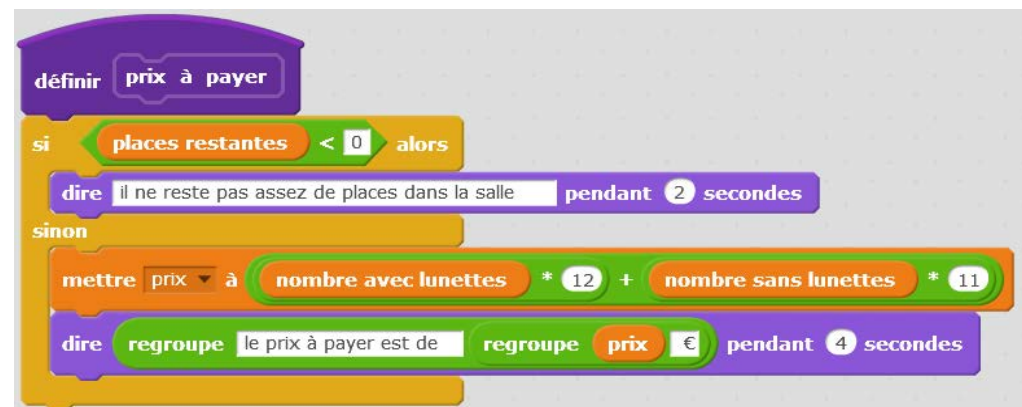 définir prix à payer
si places restantes < 0 alors
dire il ne reste pas assez de places dans la salle pendant 2 secondes
sinon
mettre prix à nombre avec lunettes * 12 + nombre sans lunettes * 11
dire regroupe le prix à payer est de regroupe prix € pendant 4 secondes